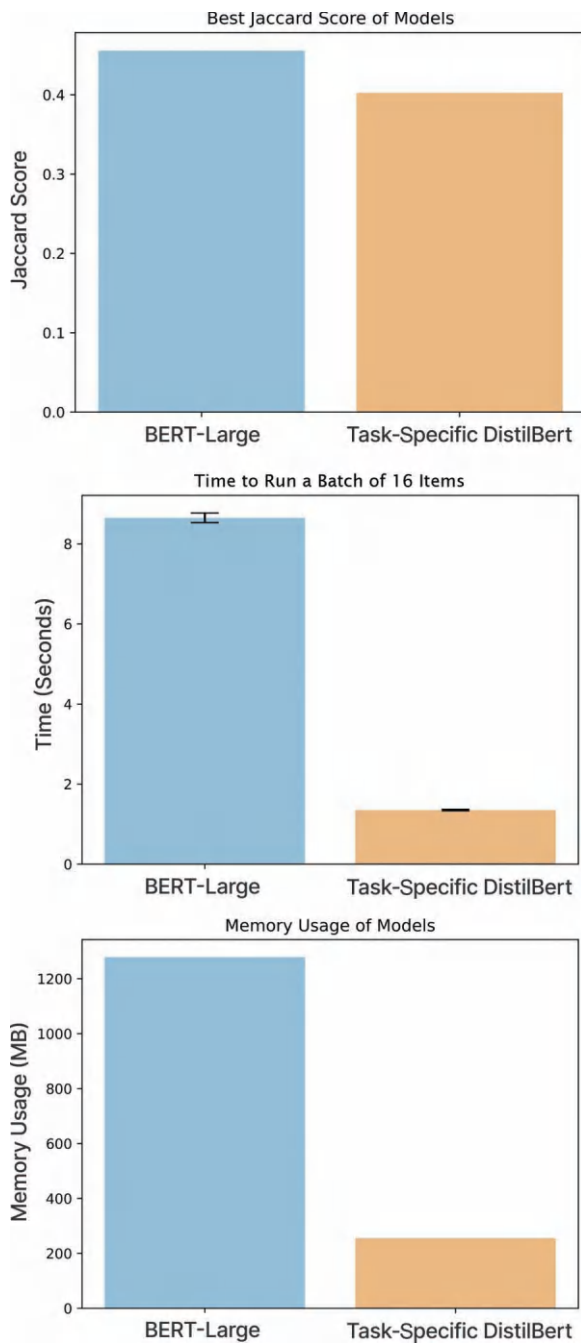 Best Jaccard Score of Models
Jaccard Score
0.4
0.3
0.2
0.1
0.0
BERT-Large Task-Specific DistilBert
Time to Run a Batch of 16 Items
Time (Seconds)
8
6
4
2
0
BERT-Large Task-Specific DistilBert
Memory Usage of Models
Memory Usage (MB)
1200
1000
800
600
400
200
0
BERT-Large Task-Specific DistilBert